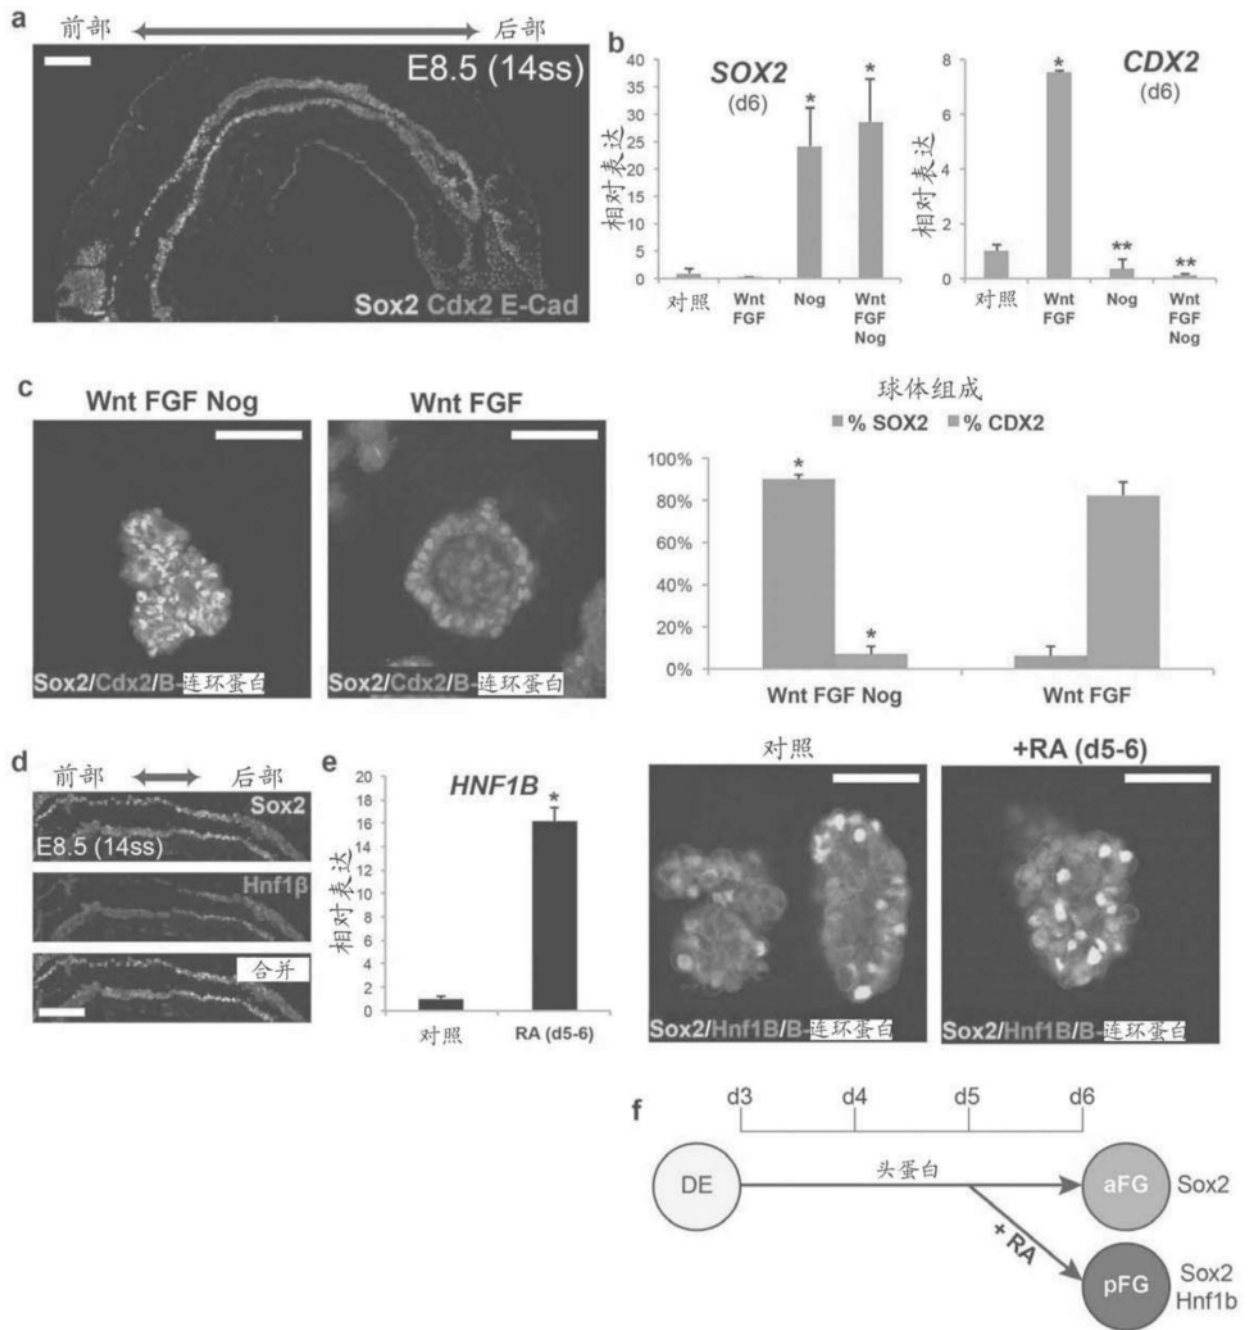 a
前部
后部
E8.5 (14ss)
Sox2 Cdx2 E-Cad
b
SOX2
(d6)
相对表达
40
35
30
25
20
15
10
5
0
*
*
对照
Wnt
FGF
Nog
Wnt
FGF
Nog
CDX2
(d6)
相对表达
8
6
4
2
0
*
**
**
对照
Wnt
FGF
Nog
Wnt
FGF
Nog
c
Wnt FGF Nog
Sox2/Cdx2/B-连环蛋白
Wnt FGF
Sox2/Cdx2/B-连环蛋白
球体组成
% SOX2 % CDX2
100%
80%
60%
40%
20%
0%
*
*
Wnt FGF Nog
Wnt FGF
d
前部
后部
Sox2
E8.5 (14ss)
Hnf1β
合并
e
HNF1B
相对表达
20
18
16
14
12
10
8
6
4
2
0
*
对照
RA (d5-6)
对照
Sox2/Hnf1B/B-连环蛋白
+RA (d5-6)
Sox2/Hnf1B/B-连环蛋白
f
d3
d4
d5
d6
DE
头蛋白
aFG
Sox2
+ RA
pFG
Sox2
Hnf1b